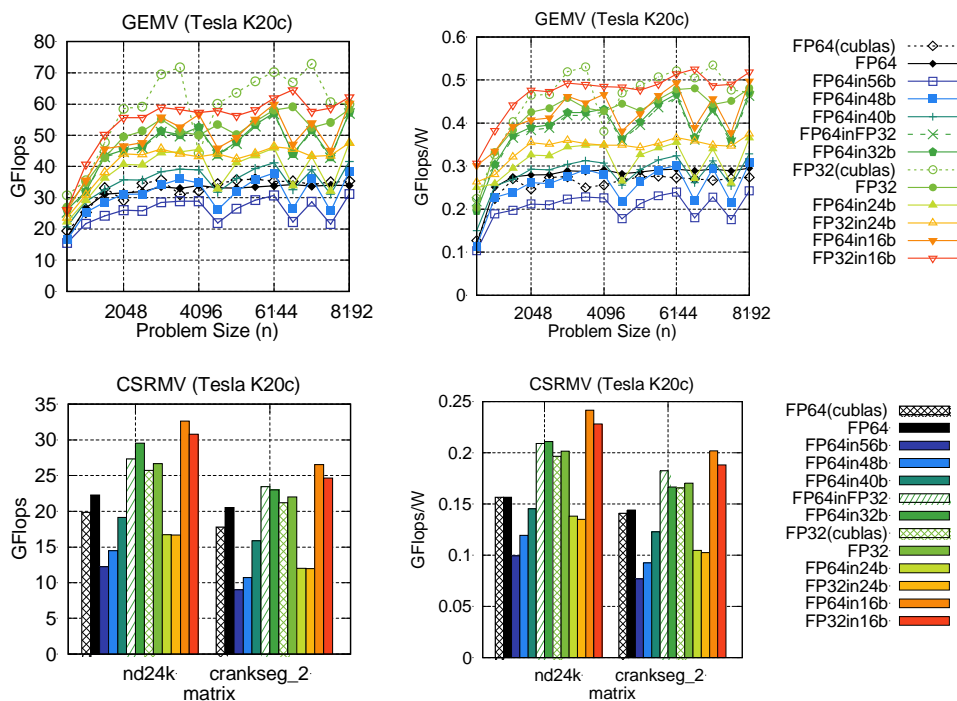 GEMV (Tesla K20c)
80
70
60
50
40
30
20
10
0
GFlops
2048 4096 6144 8192
Problem Size (n)
GEMV (Tesla K20c)
0.6
0.5
0.4
0.3
0.2
0.1
0
GFlops/W
2048 4096 6144 8192
Problem Size (n)
FP64(cublas)
FP64
FP64in56b
FP64in48b
FP64in40b
FP64inFP32
FP64in32b
FP32(cublas)
FP32
FP64in24b
FP32in24b
FP64in16b
FP32in16b
CSRMV (Tesla K20c)
35
30
25
20
15
10
5
0
GFlops
nd24k crankseg_2
matrix
CSRMV (Tesla K20c)
0.25
0.2
0.15
0.1
0.05
0
GFlops/W
nd24k crankseg_2
matrix
FP64(cublas)
FP64
FP64in56b
FP64in48b
FP64in40b
FP64inFP32
FP64in32b
FP32(cublas)
FP32
FP64in24b
FP32in24b
FP64in16b
FP32in16b